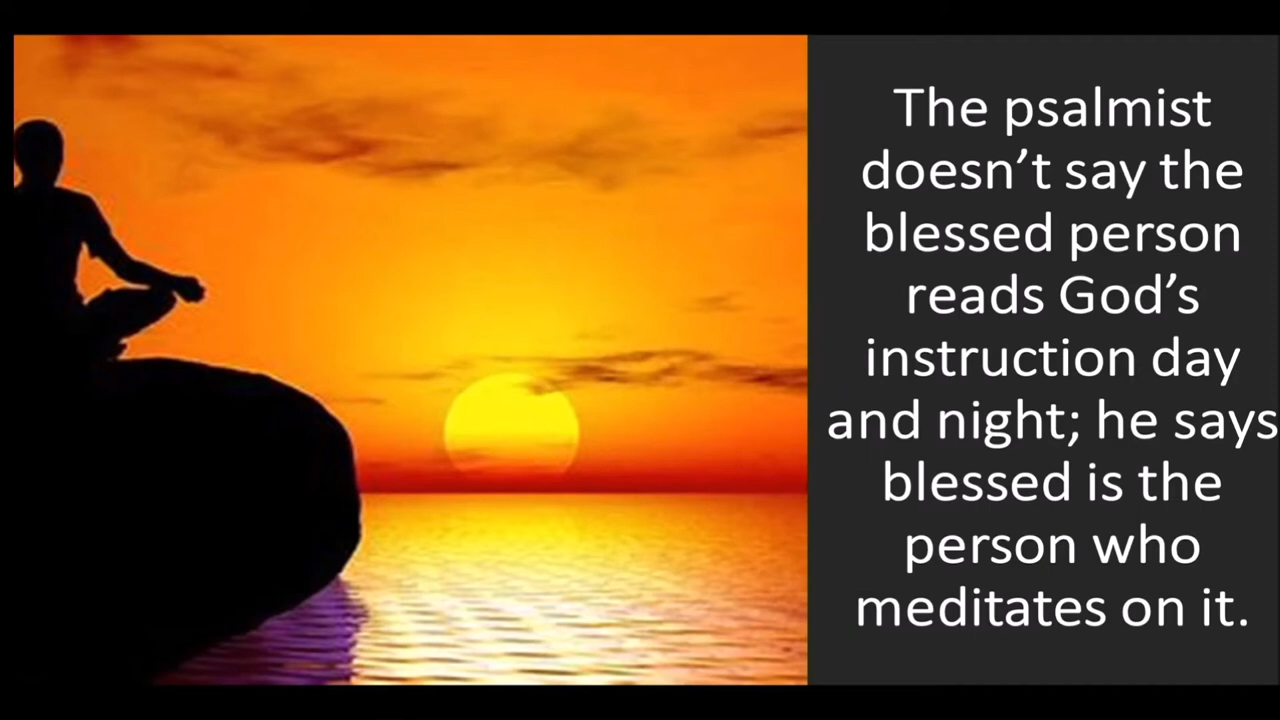 The psalmist
doesn’t say the
blessed person
reads God’s
instruction day
and night; he says
blessed is the
person who
meditates on it.